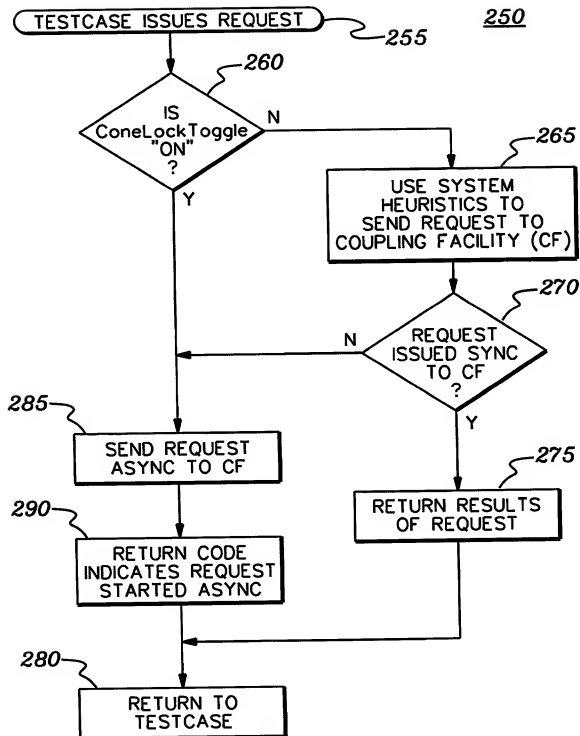 TESTCASE ISSUES REQUEST
255
250
260
IS
ConeLockToggle
"ON"
?
N
Y
265
USE SYSTEM
HEURISTICS TO
SEND REQUEST TO
COUPLING FACILITY (CF)
270
REQUEST
ISSUED SYNC
TO CF
?
N
Y
285
SEND REQUEST
ASYNC TO CF
275
RETURN RESULTS
OF REQUEST
290
RETURN CODE
INDICATES REQUEST
STARTED ASYNC
280
RETURN TO
TESTCASE